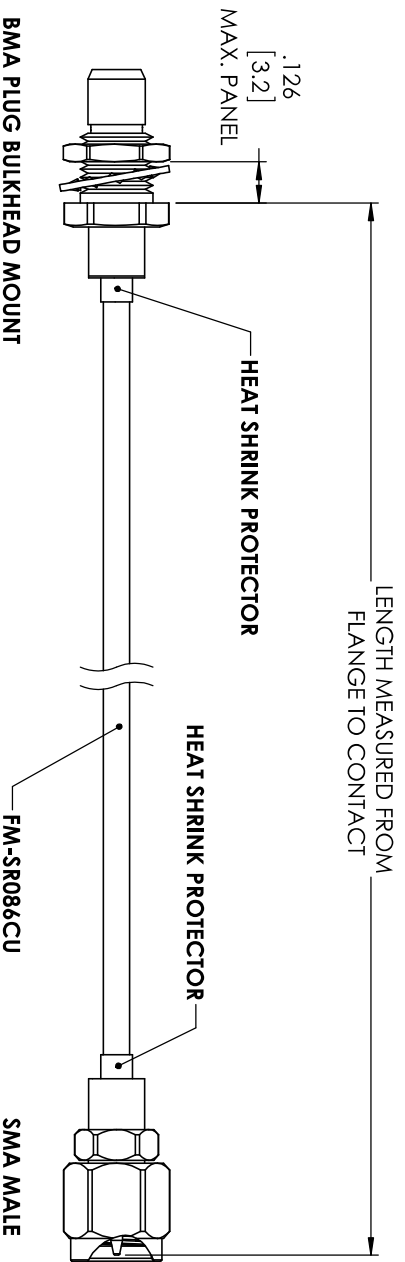 .126
[3.2]
MAX. PANEL
LENGTH MEASURED FROM
FLANGE TO CONTACT
HEAT SHRINK PROTECTOR
HEAT SHRINK PROTECTOR
BMA PLUG BULKHEAD MOUNT
FM-SR086CU
SMA MALE